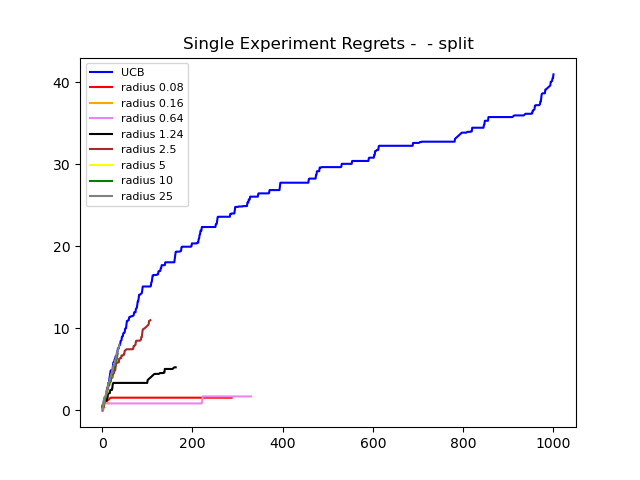 Single Experiment Regrets -  - split
UCB
radius 0.08
radius 0.16
radius 0.64
radius 1.24
radius 2.5
radius 5
radius 10
radius 25
40
30
20
10
0
0 200 400 600 800 1000